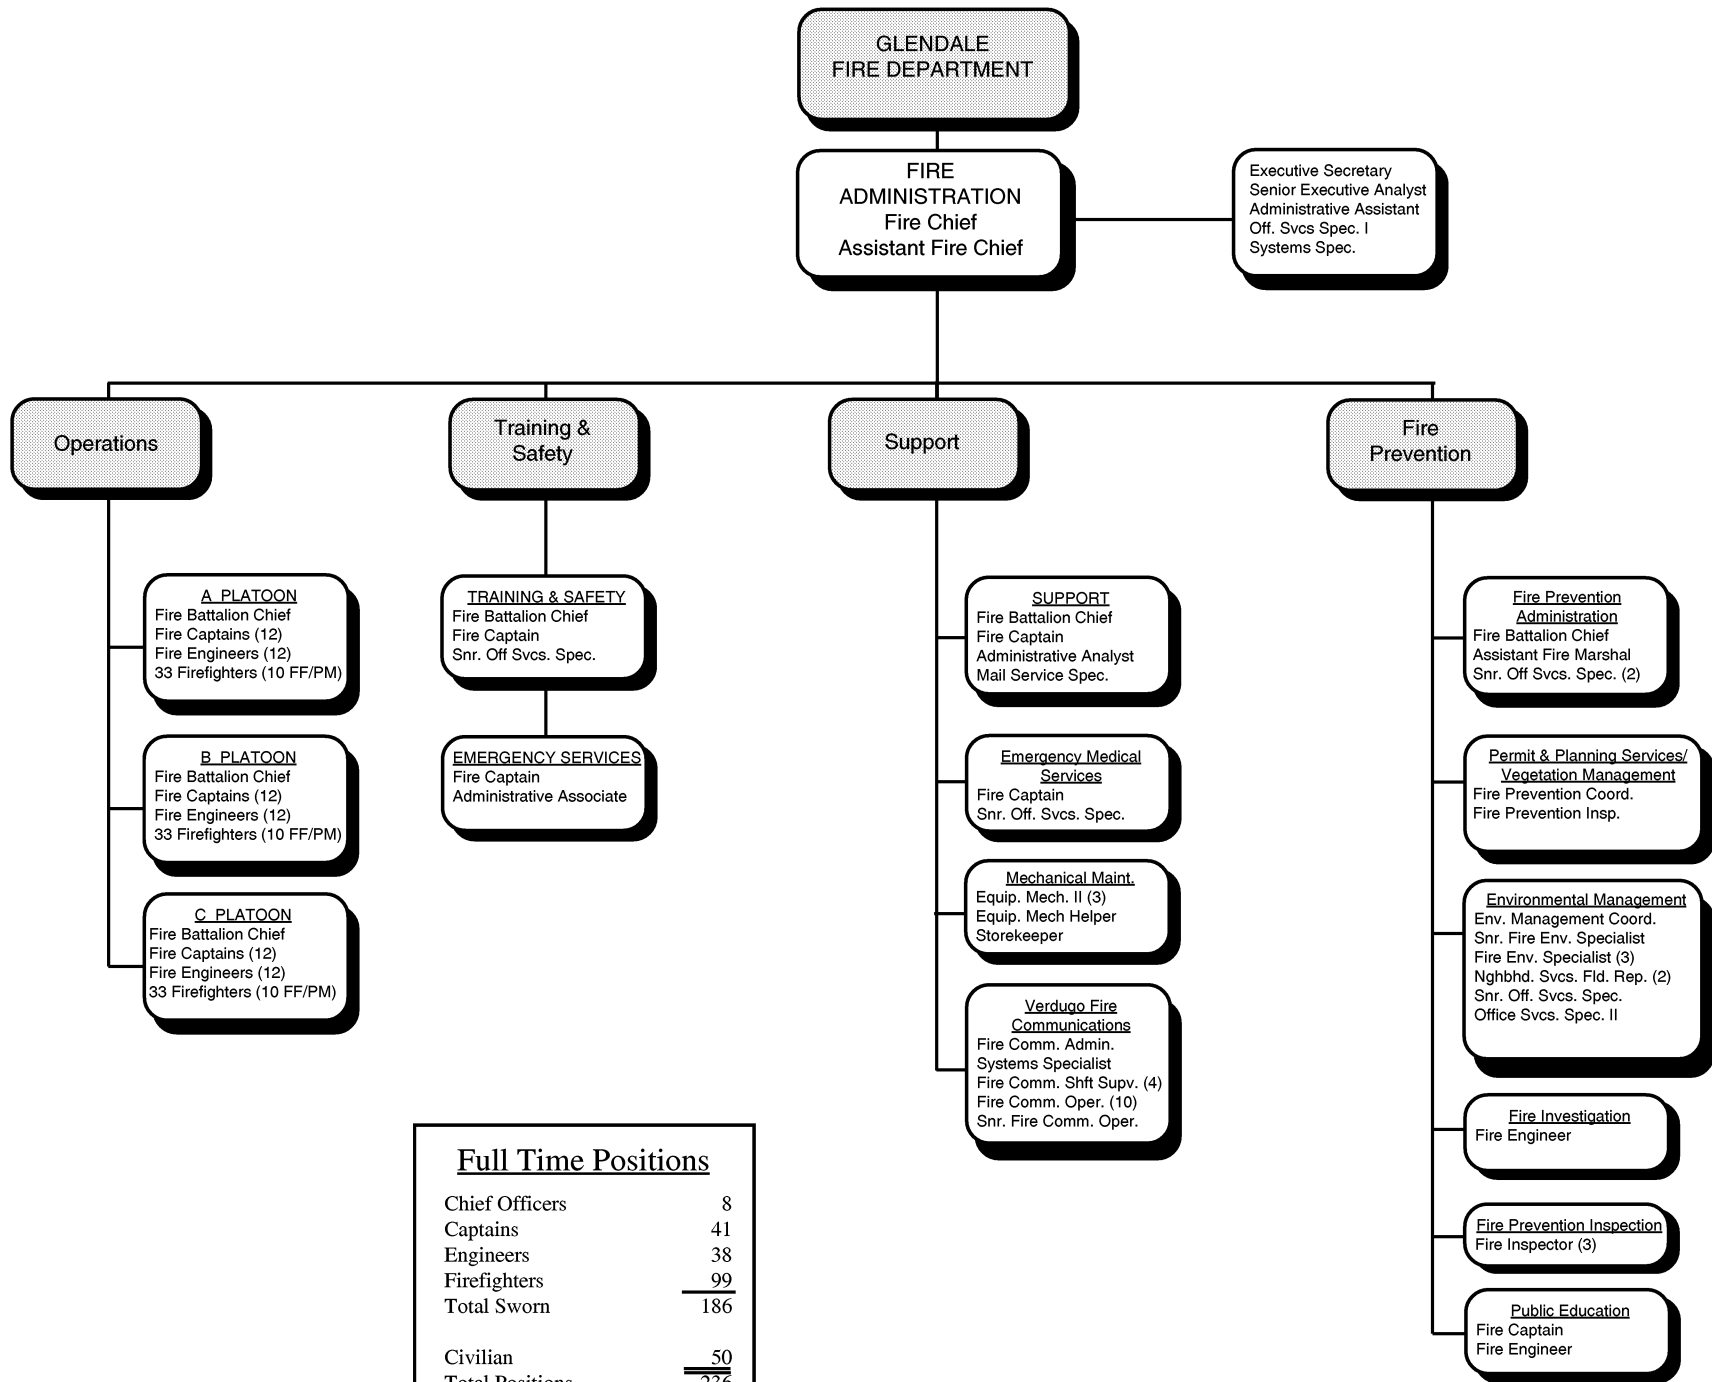 GLENDALE
FIRE DEPARTMENT
FIRE
ADMINISTRATION
Fire Chief
Assistant Fire Chief
Executive Secretary
Senior Executive Analyst
Administrative Assistant
Off. Svcs Spec. I
Systems Spec.
Operations
Training &
Safety
Support
Fire
Prevention
A PLATOON
Fire Battalion Chief
Fire Captains (12)
Fire Engineers (12)
33 Firefighters (10 FF/PM)
B PLATOON
Fire Battalion Chief
Fire Captains (12)
Fire Engineers (12)
33 Firefighters (10 FF/PM)
C PLATOON
Fire Battalion Chief
Fire Captains (12)
Fire Engineers (12)
33 Firefighters (10 FF/PM)
TRAINING & SAFETY
Fire Battalion Chief
Fire Captain
Snr. Off Svcs. Spec.
EMERGENCY SERVICES
Fire Captain
Administrative Associate
SUPPORT
Fire Battalion Chief
Fire Captain
Administrative Analyst
Mail Service Spec.
Emergency Medical
Services
Fire Captain
Snr. Off. Svcs. Spec.
Mechanical Maint.
Equip. Mech. II (3)
Equip. Mech Helper
Storekeeper
Verdugo Fire
Communications
Fire Comm. Admin.
Systems Specialist
Fire Comm. Shft Supv. (4)
Fire Comm. Oper. (10)
Snr. Fire Comm. Oper.
Fire Prevention
Administration
Fire Battalion Chief
Assistant Fire Marshal
Snr. Off Svcs. Spec. (2)
Permit & Planning Services/
Vegetation Management
Fire Prevention Coord.
Fire Prevention Insp.
Environmental Management
Env. Management Coord.
Snr. Fire Env. Specialist
Fire Env. Specialist (3)
Nghbhd. Svcs. Fld. Rep. (2)
Snr. Off. Svcs. Spec.
Office Svcs. Spec. II
Fire Investigation
Fire Engineer
Fire Prevention Inspection
Fire Inspector (3)
Public Education
Fire Captain
Fire Engineer
Full Time Positions
Chief Officers 8
Captains 41
Engineers 38
Firefighters 99
Total Sworn 186
Civilian 50
Total Positions 236